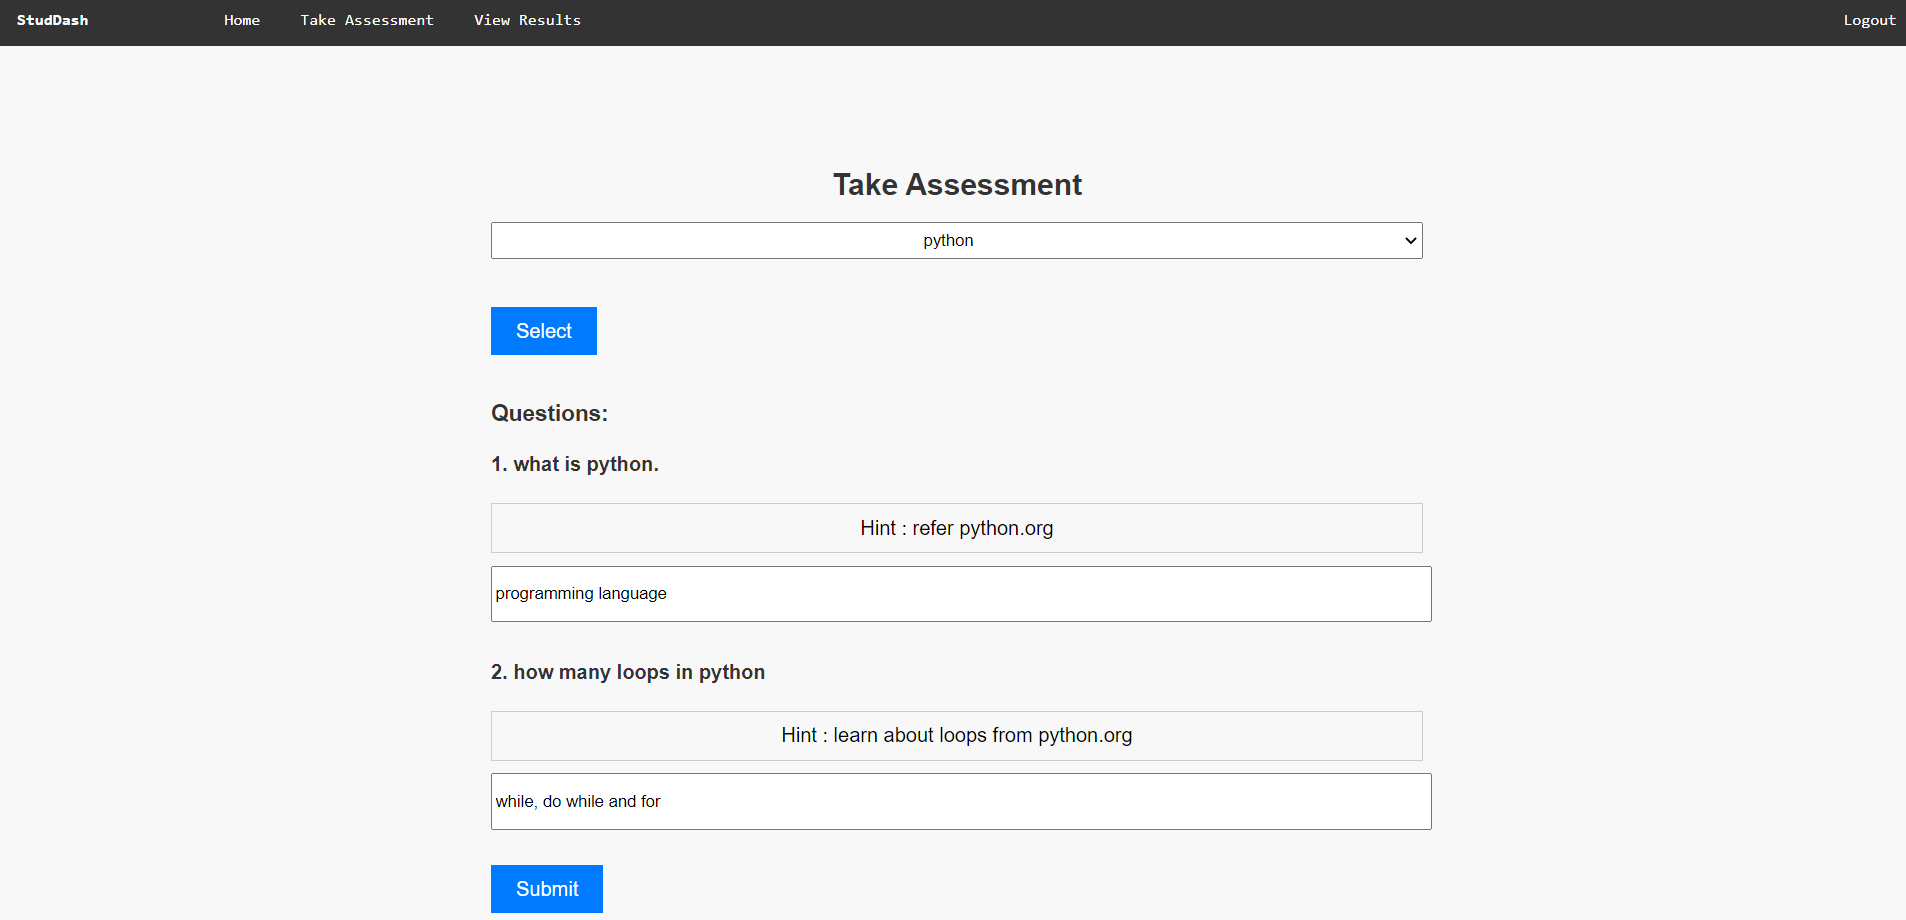 StudDash Home Take Assessment View Results Logout
Take Assessment
python
Select
Questions:
1. what is python.
Hint : refer python.org
programming language
2. how many loops in python
Hint : learn about loops from python.org
while, do while and for
Submit